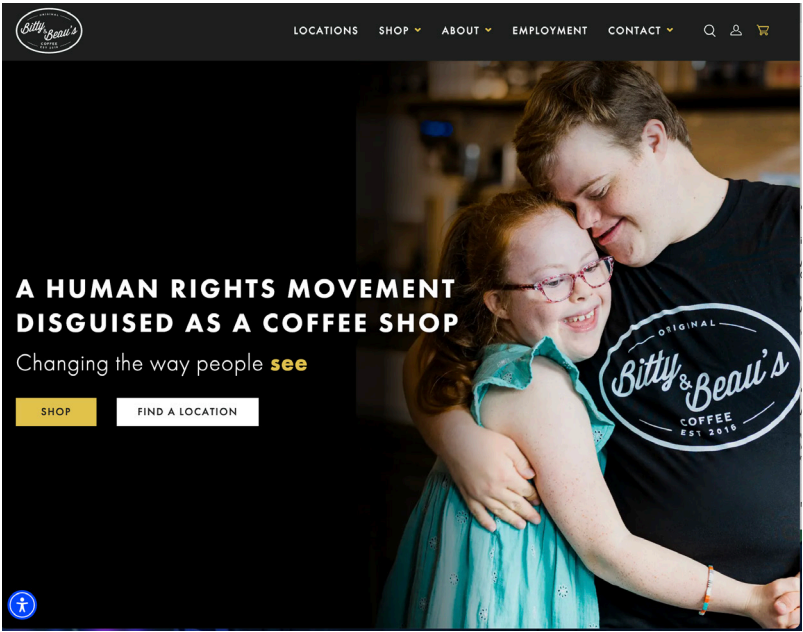 ORIGINAL
Bitty & Beau's
COFFEE
EST 2016
LOCATIONS SHOP ABOUT EMPLOYMENT CONTACT
A HUMAN RIGHTS MOVEMENT
DISGUISED AS A COFFEE SHOP
Changing the way people see
SHOP FIND A LOCATION
ORIGINAL
Bitty & Beau's
COFFEE
EST 2016